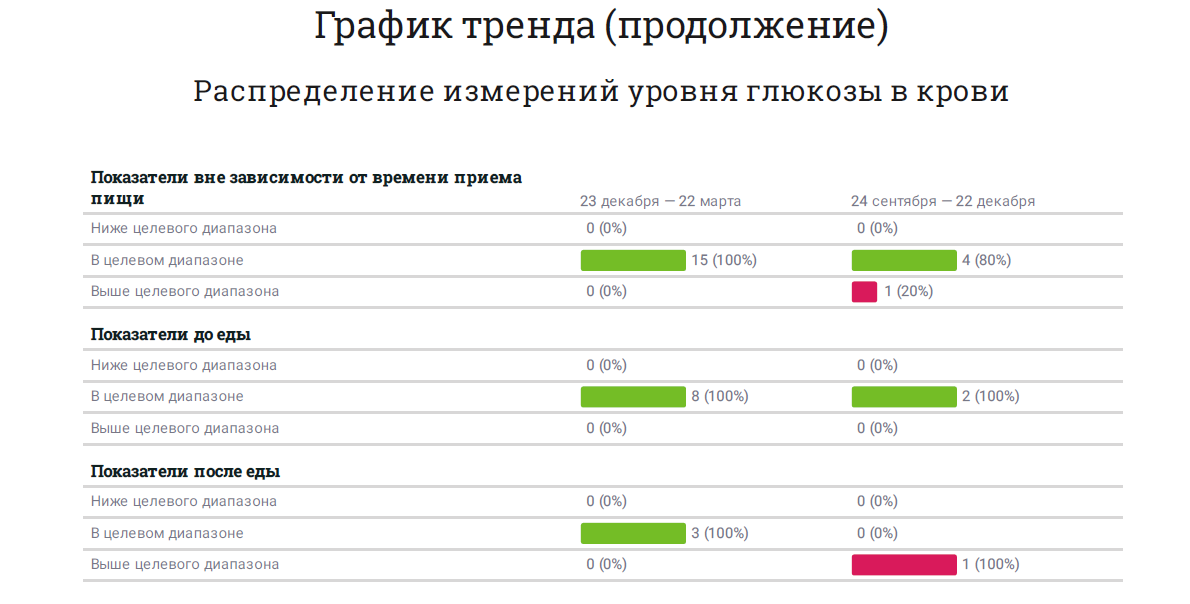 График тренда (продолжение)
Распределение измерений уровня глюкозы в крови
Показатели вне зависимости от времени приема
пищи 23 декабря — 22 марта 24 сентября — 22 декабря
Ниже целевого диапазона 0 (0%) 0 (0%)
В целевом диапазоне 15 (100%) 4 (80%)
Выше целевого диапазона 0 (0%) 1 (20%)
Показатели до еды
Ниже целевого диапазона 0 (0%) 0 (0%)
В целевом диапазоне 8 (100%) 2 (100%)
Выше целевого диапазона 0 (0%) 0 (0%)
Показатели после еды
Ниже целевого диапазона 0 (0%) 0 (0%)
В целевом диапазоне 3 (100%) 0 (0%)
Выше целевого диапазона 0 (0%) 1 (100%)